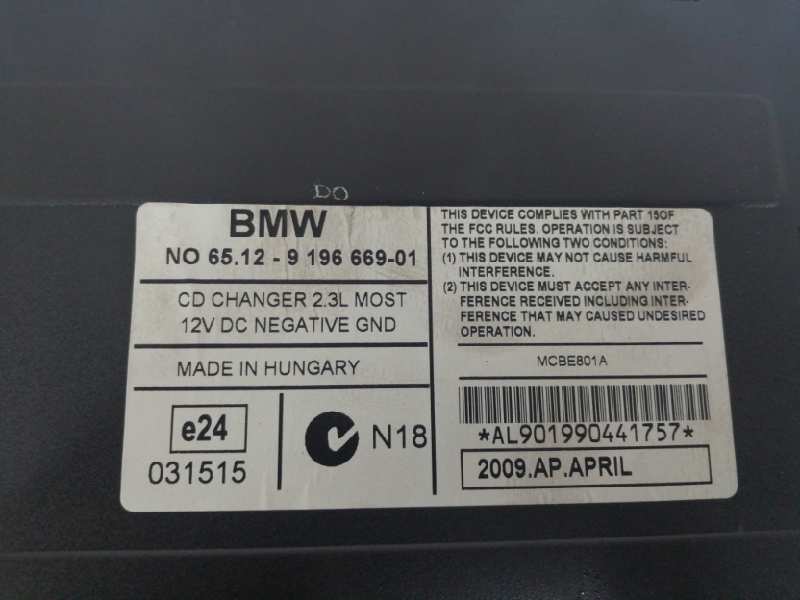 DO
BMW
NO 65.12 - 9 196 669-01
CD CHANGER 2.3L MOST
12V DC NEGATIVE GND
MADE IN HUNGARY
e24
031515
N18
THIS DEVICE COMPLIES WITH PART 15OF
THE FCC RULES. OPERATION IS SUBJECT
TO THE FOLLOWING TWO CONDITIONS:
(1) THIS DEVICE MAY NOT CAUSE HARMFUL
INTERFERENCE.
(2) THIS DEVICE MUST ACCEPT ANY INTER-
FERENCE RECEIVED INCLUDING INTER-
FERENCE THAT MAY CAUSED UNDESIRED
OPERATION.
MCBE801A
*AL901990441757*
2009.AP.APRIL